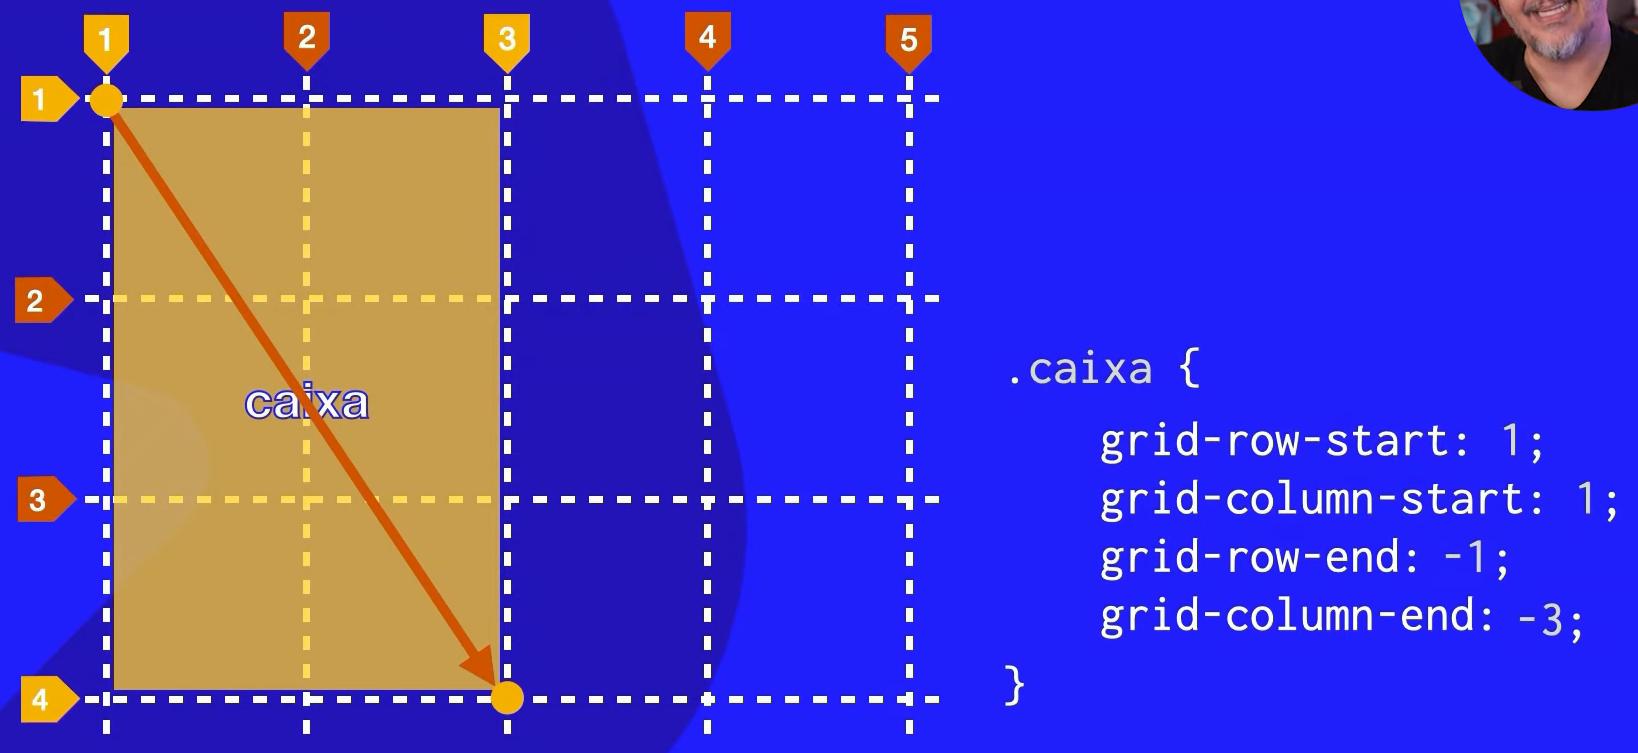 1 2 3 4 5
1
2
caixa
3
4
.caixa {
grid-row-start: 1;
grid-column-start: 1;
grid-row-end: -1;
grid-column-end: -3;
}